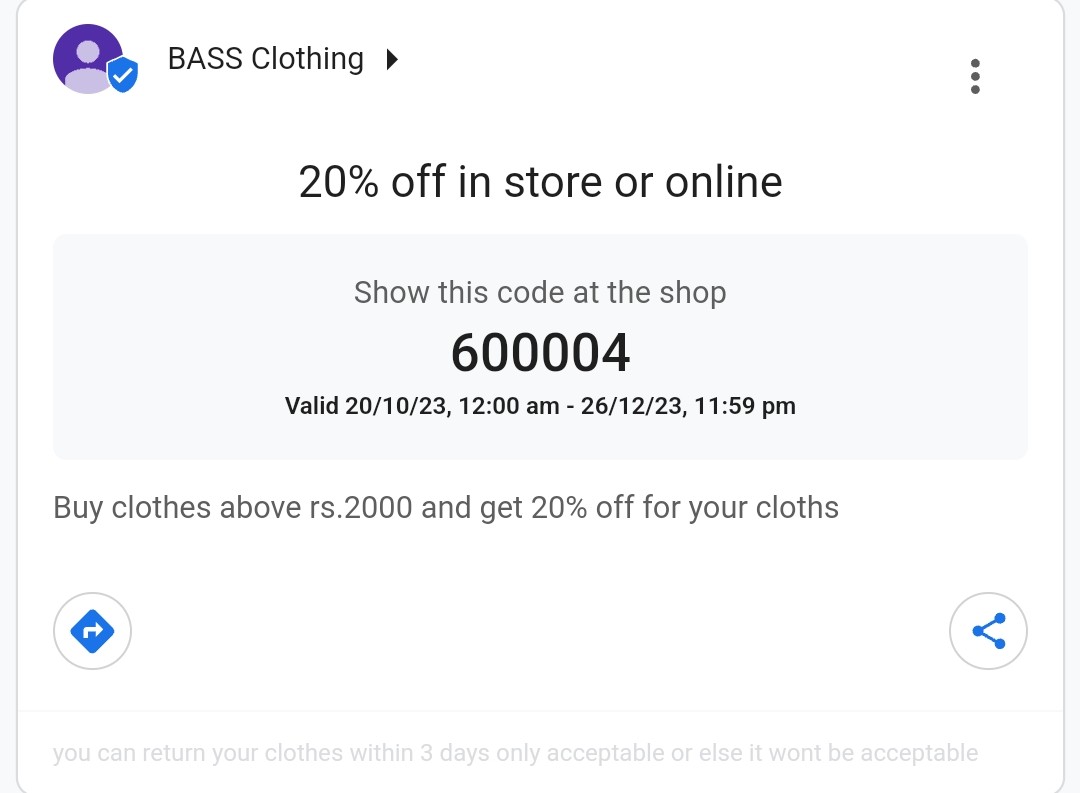 BASS Clothing
20% off in store or online
Show this code at the shop
600004
Valid 20/10/23, 12:00 am - 26/12/23, 11:59 pm
Buy clothes above rs.2000 and get 20% off for your cloths
you can return your clothes within 3 days only acceptable or else it wont be acceptable